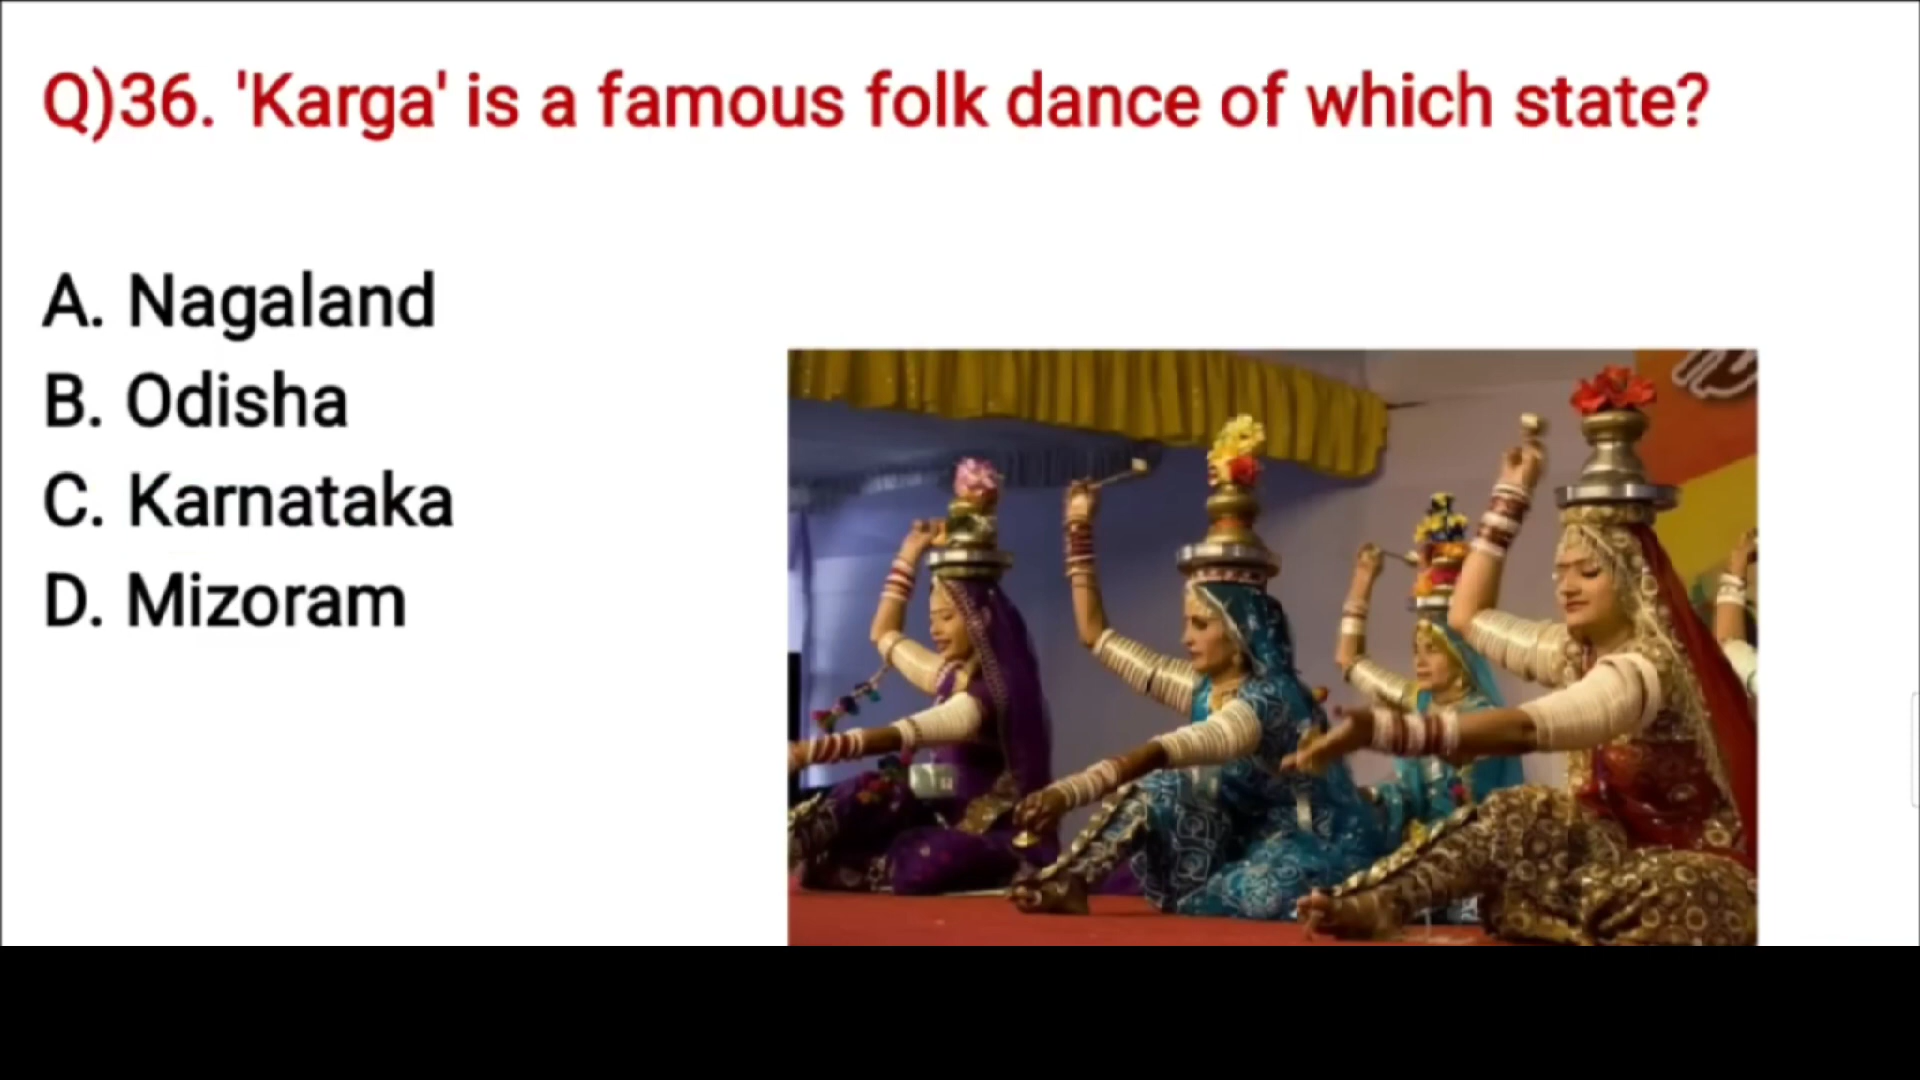 Q)36. 'Karga' is a famous folk dance of which state?
A. Nagaland
B. Odisha
C. Karnataka
D. Mizoram